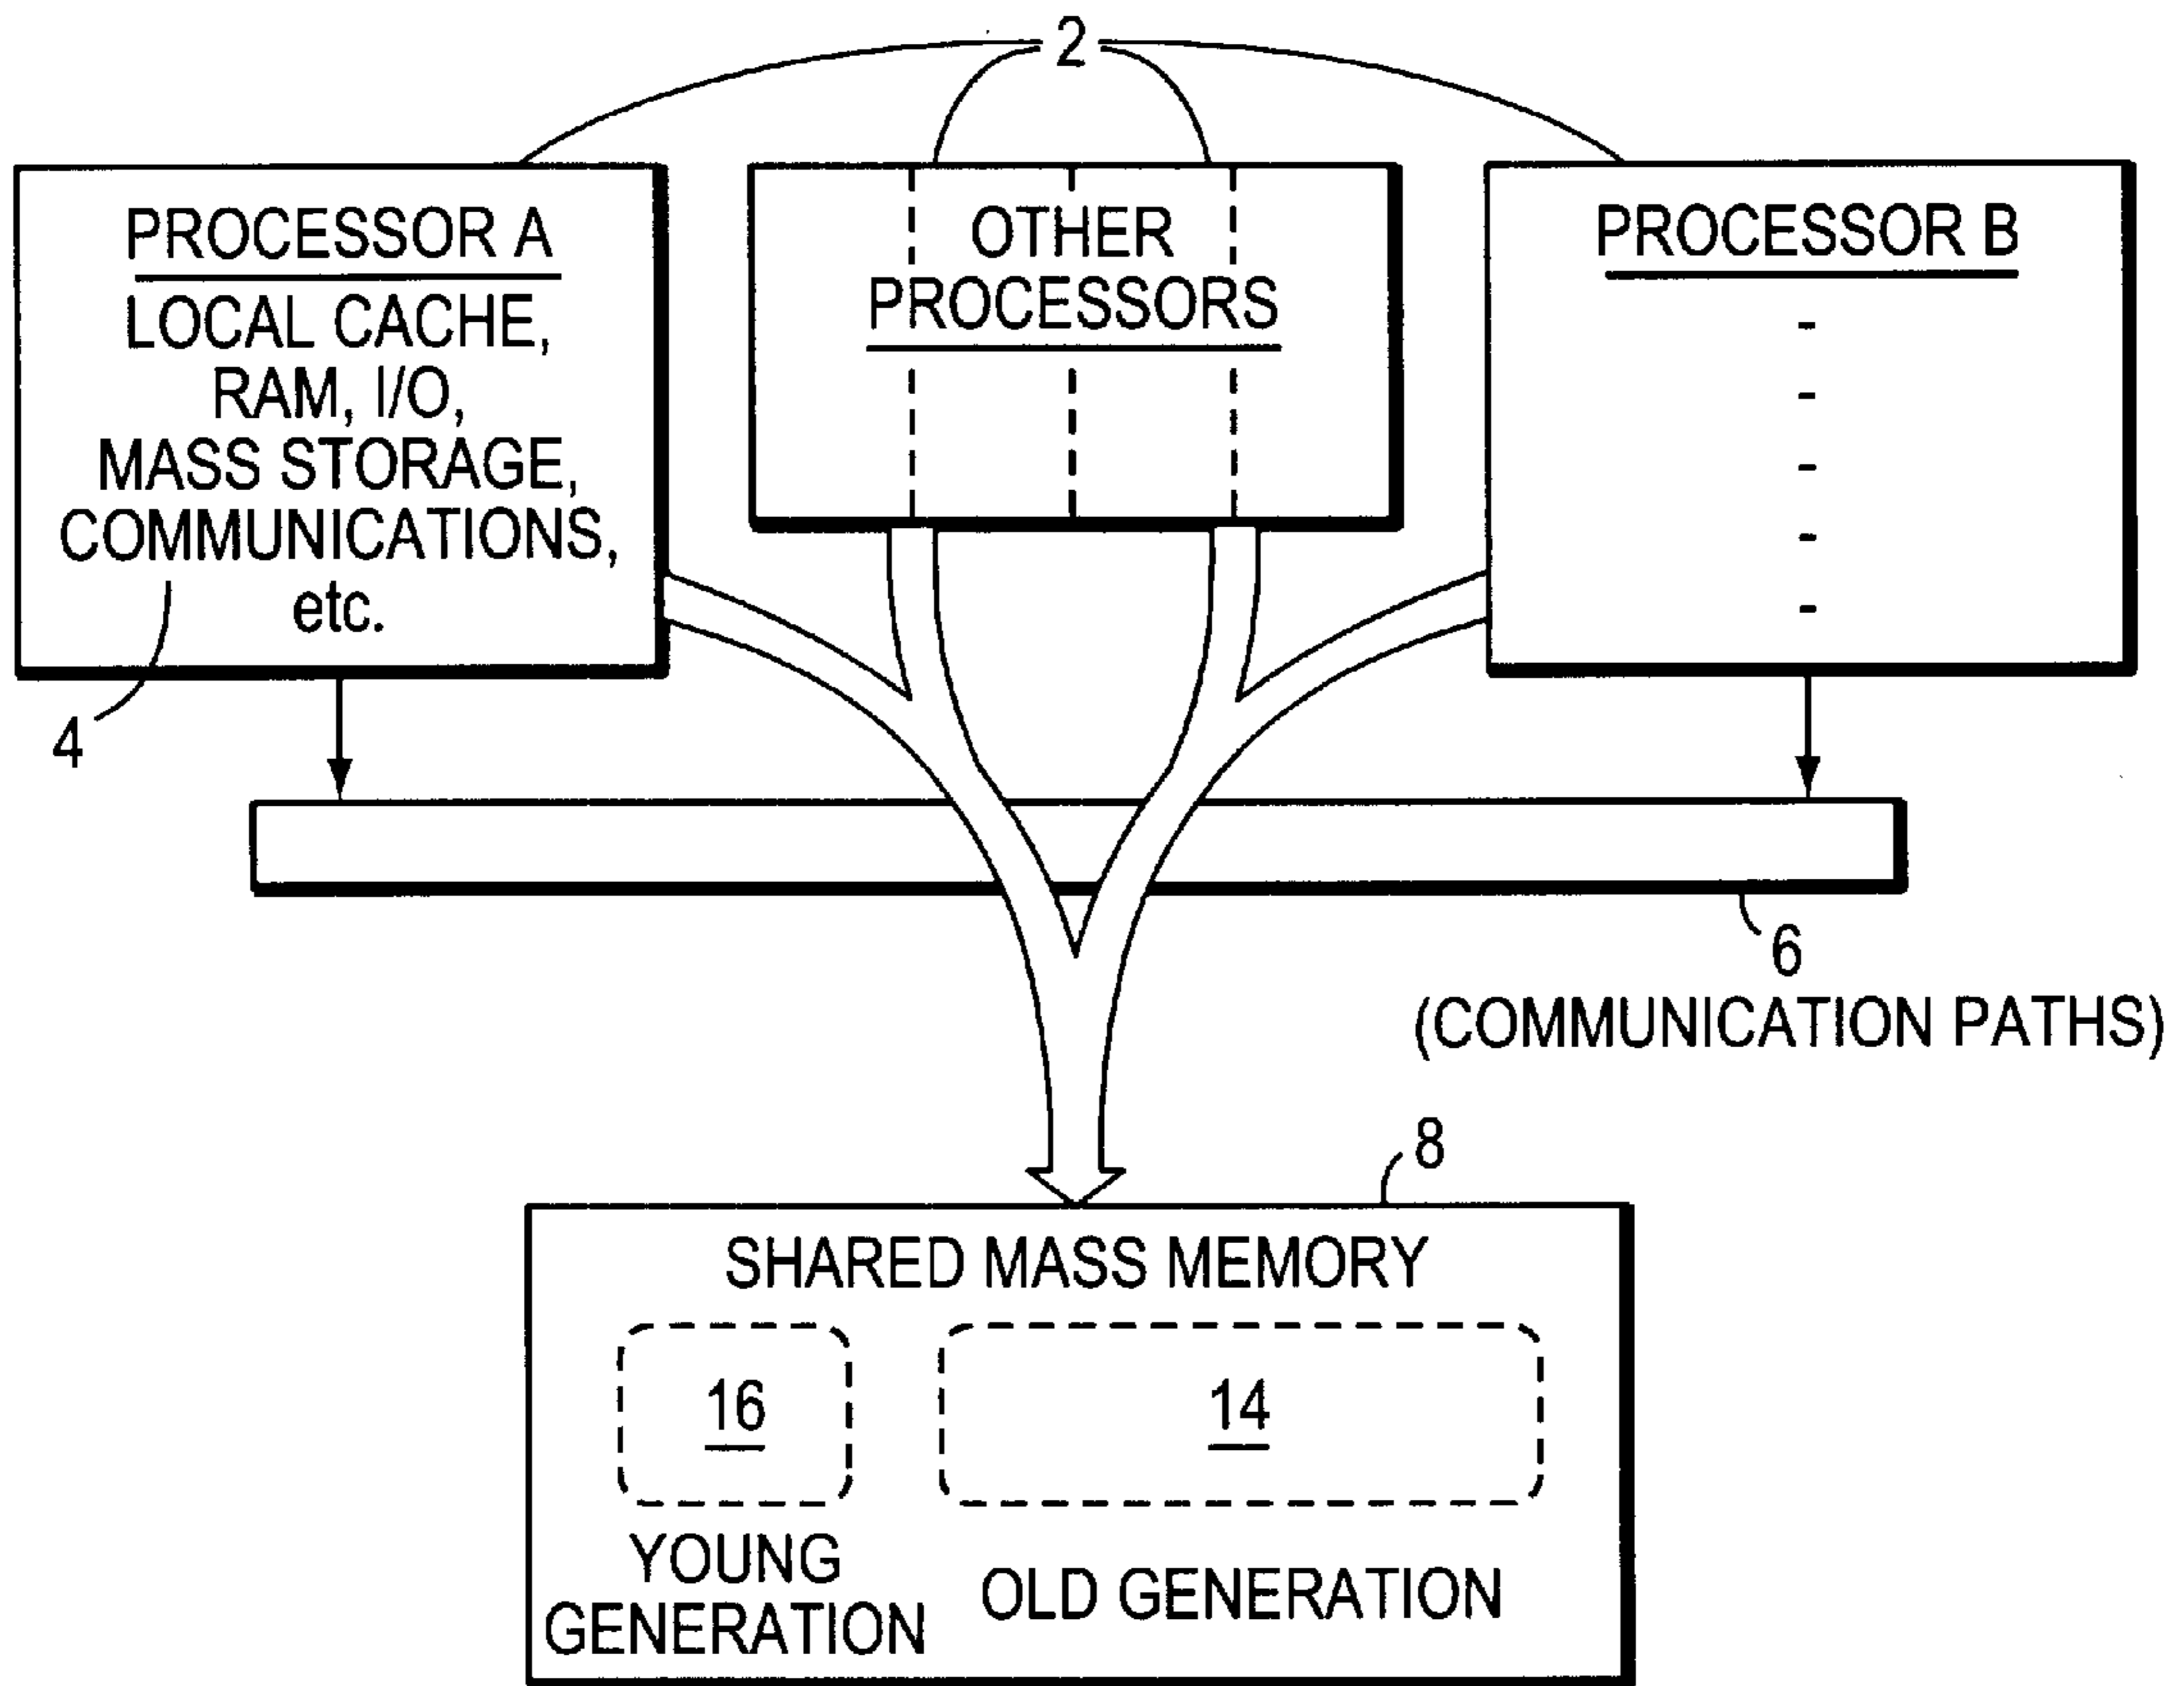 2
PROCESSOR A
LOCAL CACHE,
RAM, I/O,
MASS STORAGE,
COMMUNICATIONS,
etc.
4
OTHER
PROCESSORS
PROCESSOR B
-
-
-
-
-
6
(COMMUNICATION PATHS)
8
SHARED MASS MEMORY
16
14
YOUNG
GENERATION
OLD GENERATION